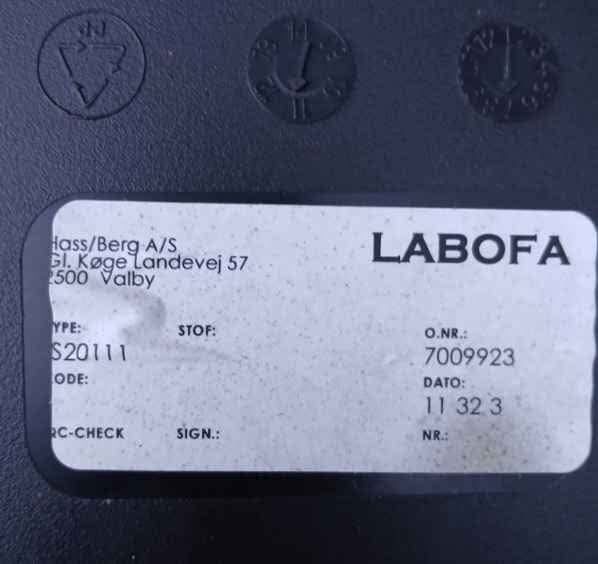 Hass/Berg A/S
Gl. Køge Landevej 57
2500 Valby
LABOFA
YPE:
STOF:
O.NR.:
S20111
7009923
ODE:
DATO:
11 32 3
C-CHECK
SIGN.:
NR.: